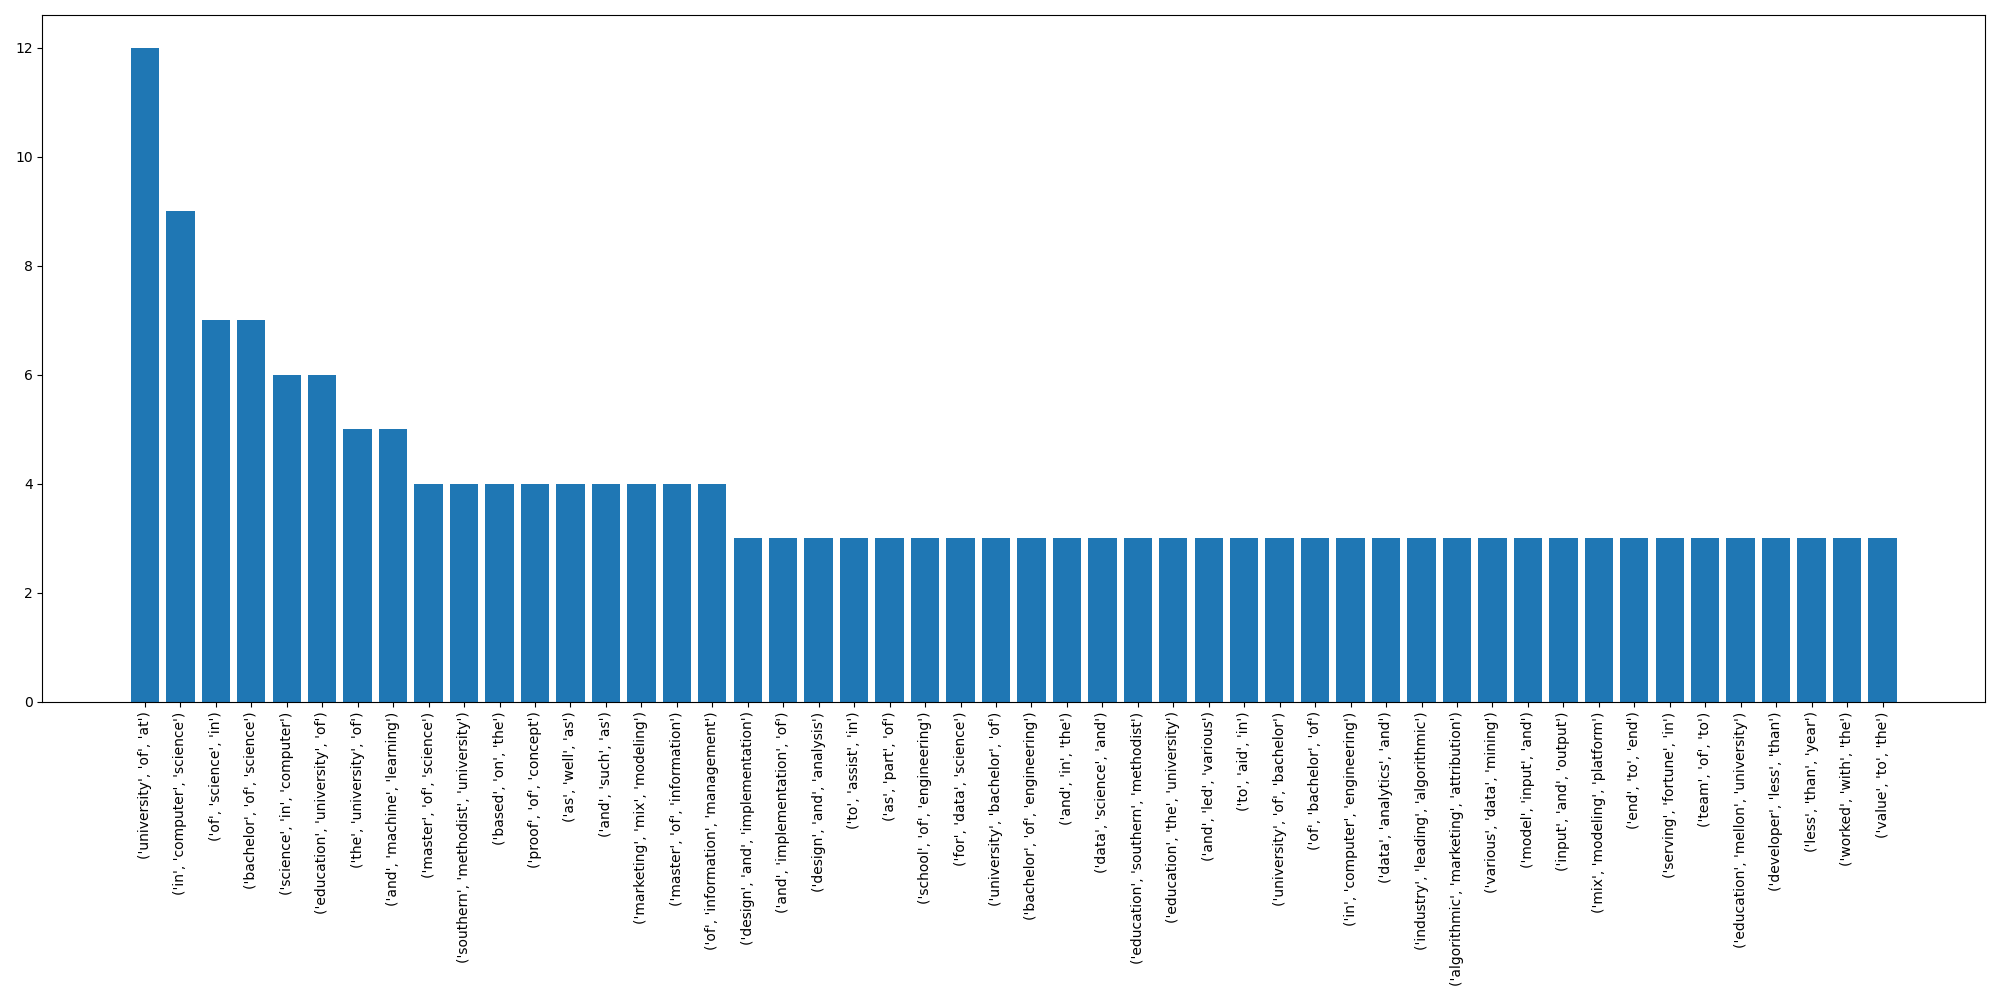 12
10
8
6
4
2
0
('university', 'of', 'at')
('in', 'computer', 'science')
('of', 'science', 'in')
('bachelor', 'of', 'science')
('science', 'in', 'computer')
('education', 'university', 'of')
('the', 'university', 'of')
('and', 'machine', 'learning')
('master', 'of', 'science')
('southern', 'methodist', 'university')
('based', 'on', 'the')
('proof', 'of', 'concept')
('as', 'well', 'as')
('and', 'such', 'as')
('marketing', 'mix', 'modeling')
('master', 'of', 'information')
('of', 'information', 'management')
('design', 'and', 'implementation')
('and', 'implementation', 'of')
('design', 'and', 'analysis')
('to', 'assist', 'in')
('as', 'part', 'of')
('school', 'of', 'engineering')
('for', 'data', 'science')
('university', 'bachelor', 'of')
('bachelor', 'of', 'engineering')
('and', 'in', 'the')
('data', 'science', 'and')
('education', 'southern', 'methodist')
('education', 'the', 'university')
('and', 'led', 'various')
('to', 'aid', 'in')
('university', 'of', 'bachelor')
('of', 'bachelor', 'of')
('in', 'computer', 'engineering')
('data', 'analytics', 'and')
('industry', 'leading', 'algorithmic')
('algorithmic', 'marketing', 'attribution')
('various', 'data', 'mining')
('model', 'input', 'and')
('input', 'and', 'output')
('mix', 'modeling', 'platform')
('end', 'to', 'end')
('serving', 'fortune', 'in')
('team', 'of', 'to')
('education', 'mellon', 'university')
('developer', 'less', 'than')
('less', 'than', 'year')
('worked', 'with', 'the')
('value', 'to', 'the')